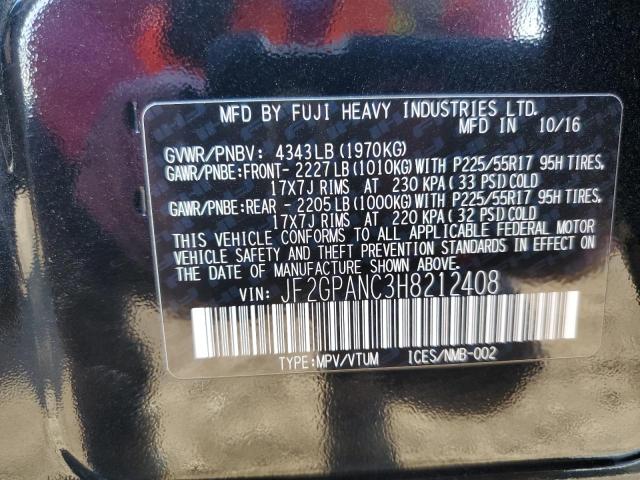 MFD BY FUJI HEAVY INDUSTRIES LTD.
MFD IN 10/16
GVWR/PNBV: 4343LB (1970KG)
GAWR/PNBE:FRONT- 2227LB (1010KG)WITH P225/55R17 95H TIRES,
17X7J RIMS AT 230 KPA (33 PSI)COLD
GAWR/PNBE:REAR - 2205LB (1000KG)WITH P225/55R17 95H TIRES,
17X7J RIMS AT 220 KPA (32 PSI)COLD
THIS VEHICLE CONFORMS TO ALL APPLICABLE FEDERAL MOTOR
VEHICLE SAFETY AND THEFT PREVENTION STANDARDS IN EFFECT ON
THE DATE OF MANUFACTURE SHOWN ABOVE.
VIN: JF2GPANC3H8212408
TYPE:MPV/VTUM ICES/NMB-002